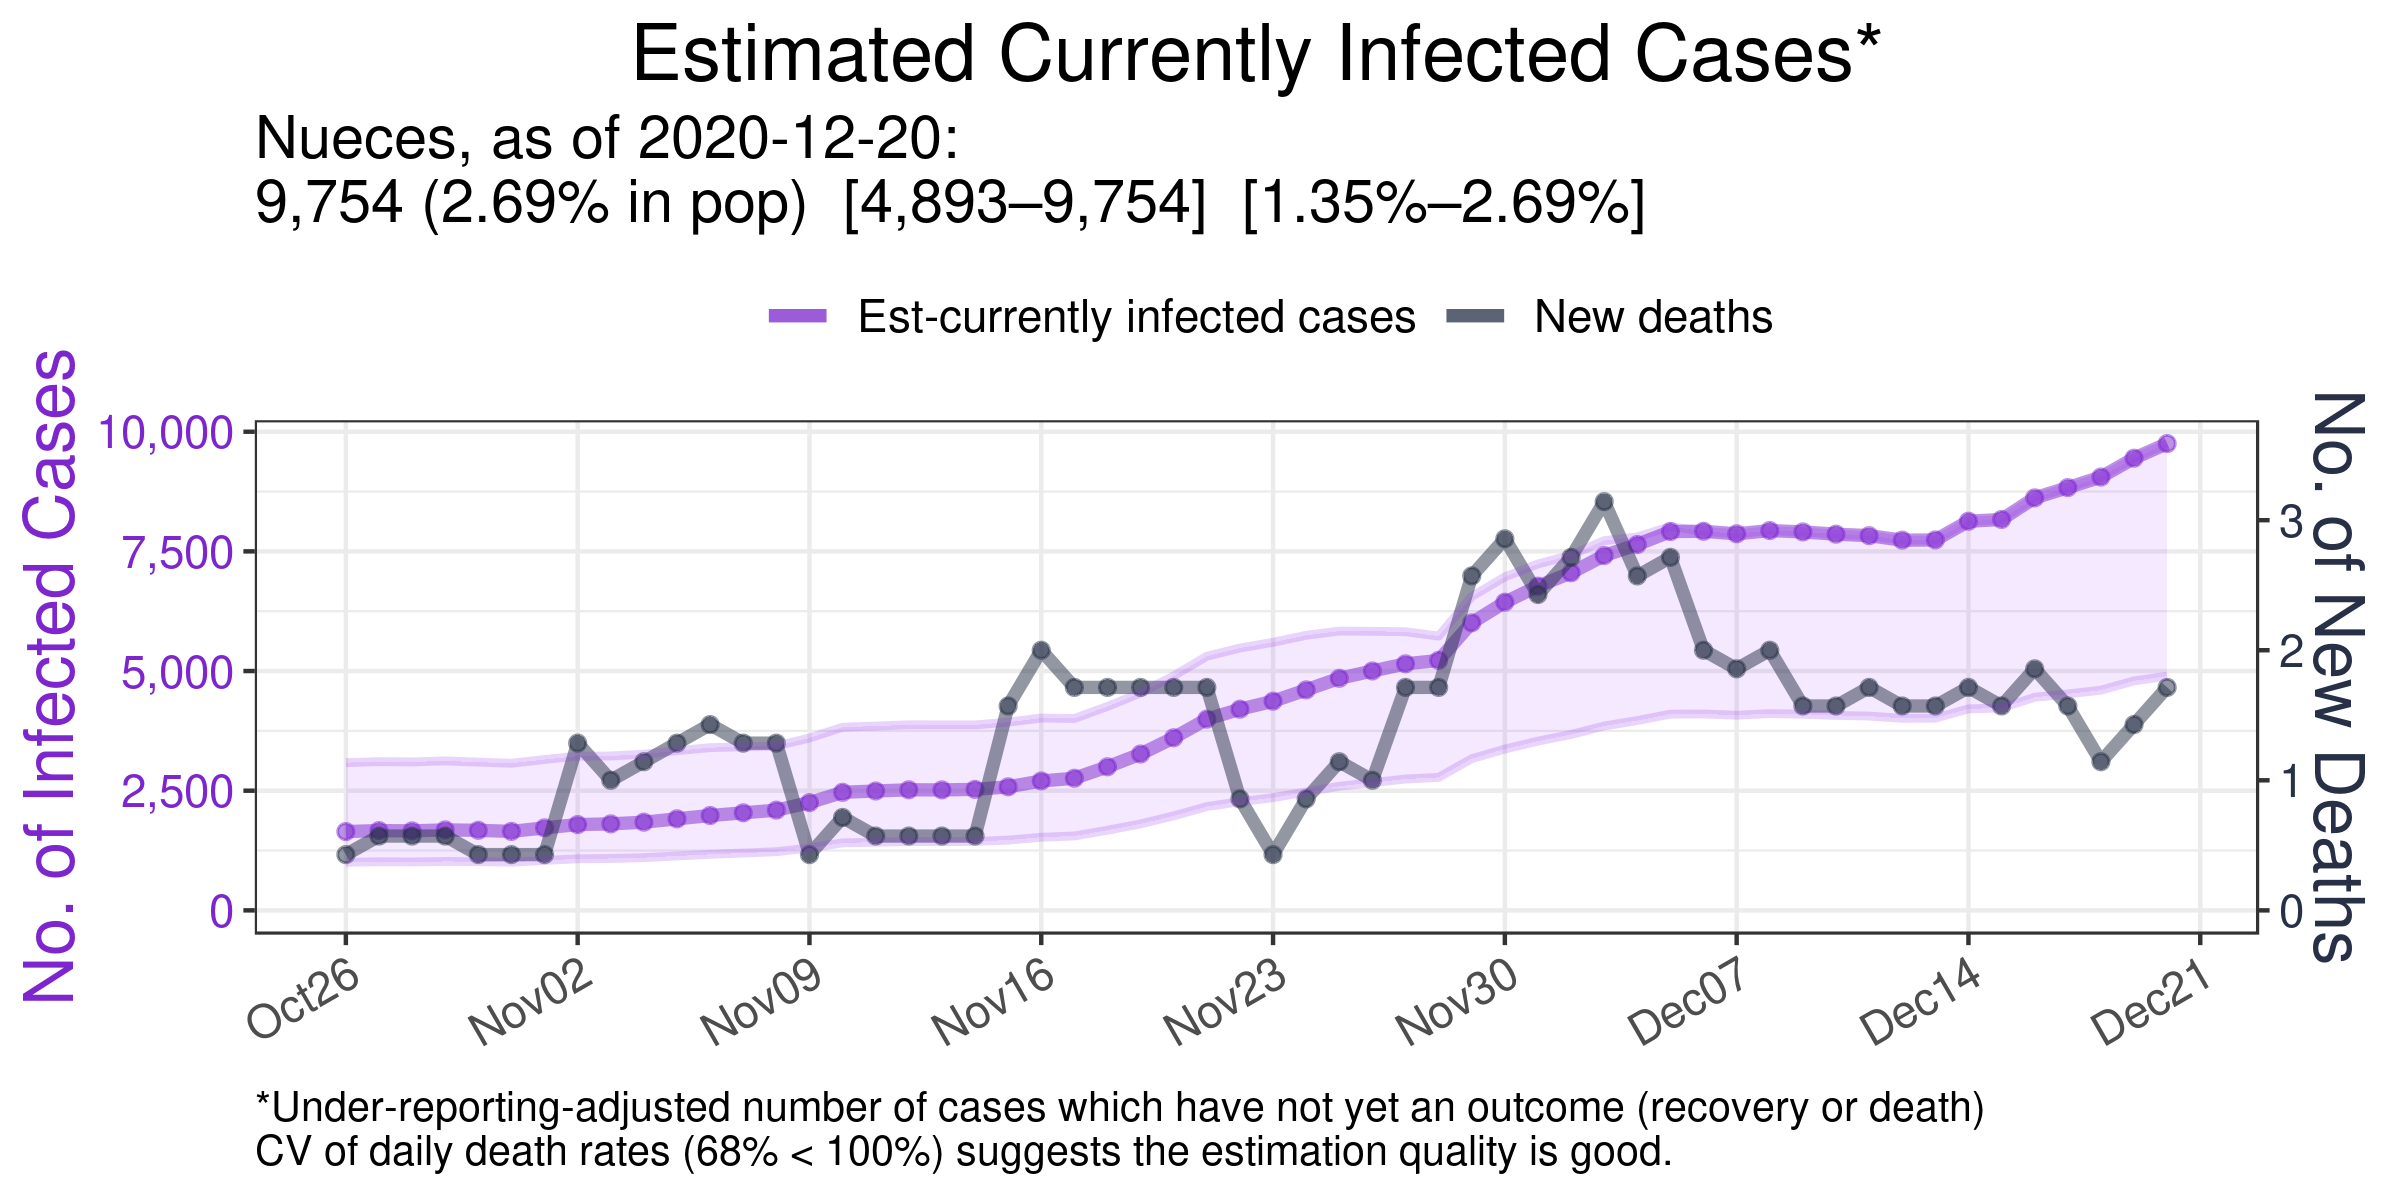 Estimated Currently Infected Cases*
Nueces, as of 2020-12-20:
9,754 (2.69% in pop) [4,893–9,754] [1.35%–2.69%]
Est-currently infected cases
New deaths
No. of Infected Cases
10,000
7,500
5,000
2,500
0
No. of New Deaths
3
2
1
0
Oct26
Nov02
Nov09
Nov16
Nov23
Nov30
Dec07
Dec14
Dec21
*Under-reporting-adjusted number of cases which have not yet an outcome (recovery or death)
CV of daily death rates (68% < 100%) suggests the estimation quality is good.